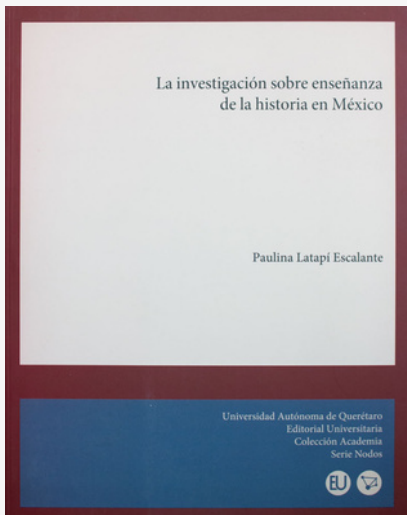 La investigación sobre enseñanza
de la historia en México
Paulina Latapí Escalante
Universidad Autónoma de Querétaro
Editorial Universitaria
Colección Academia
Serie Nodos
EU